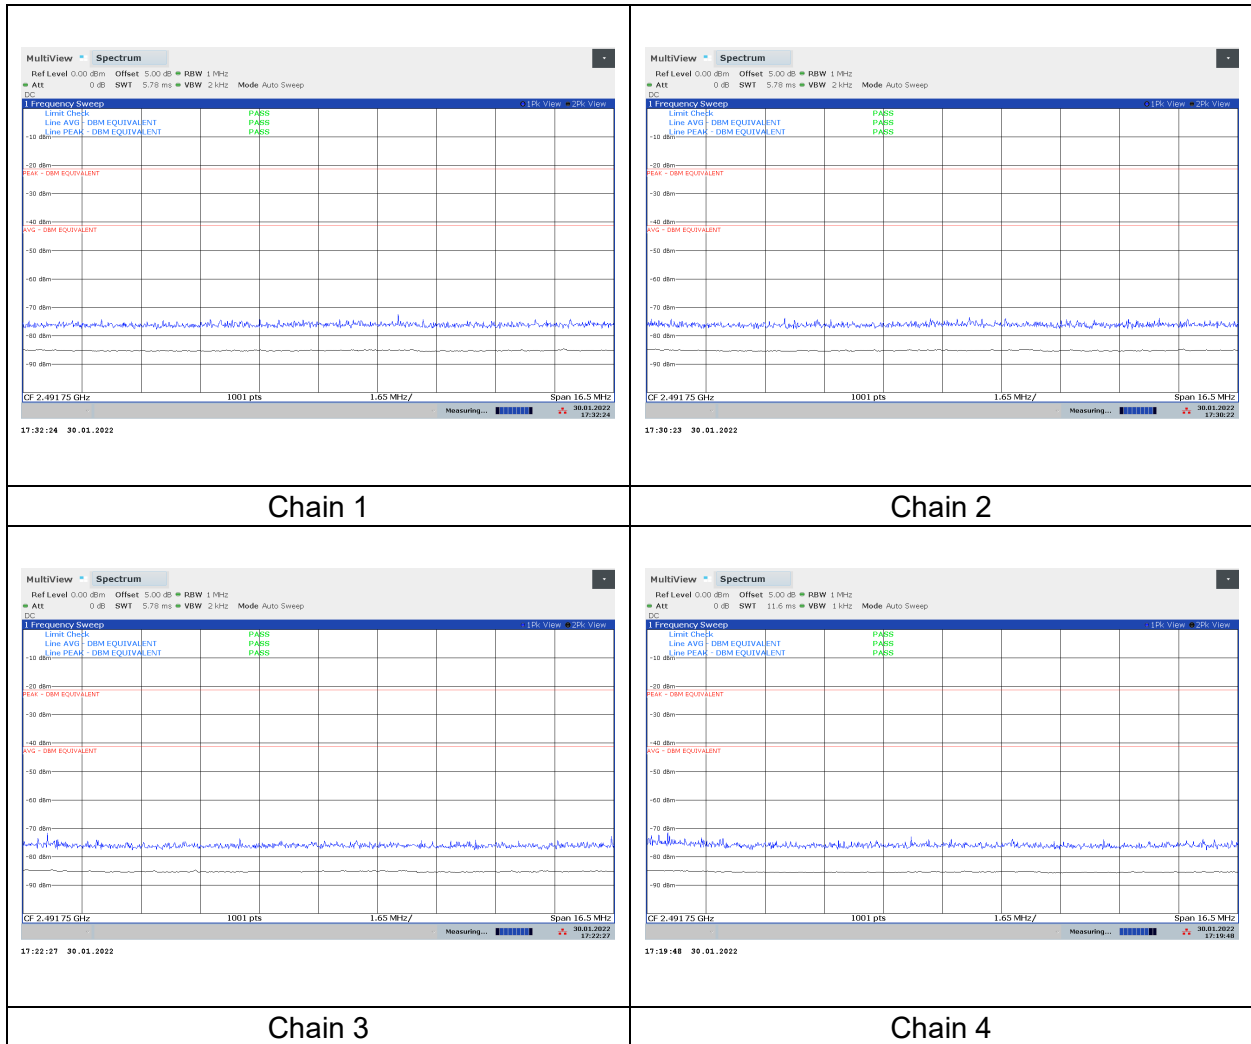 MultiView Spectrum
Ref Level 0.00 dBm Offset 5.00 dB RBW 1 MHz
Att 0 dB SWT 5.78 ms VBW 2 kHz Mode Auto Sweep
DC
1 Frequency Sweep 1Pk View 2Pk View
Limit Check PASS
Line AVG - DBM EQUIVALENT PASS
Line PEAK - DBM EQUIVALENT PASS
-10 dBm
-20 dBm
PEAK - DBM EQUIVALENT
-30 dBm
-40 dBm
AVG - DBM EQUIVALENT
-50 dBm
-60 dBm
-70 dBm
-80 dBm
-90 dBm
CF 2.49175 GHz 1001 pts 1.65 MHz/ Span 16.5 MHz
Measuring... 30.01.2022
17:32:24
17:32:24 30.01.2022
Chain 1
MultiView Spectrum
Ref Level 0.00 dBm Offset 5.00 dB RBW 1 MHz
Att 0 dB SWT 5.78 ms VBW 2 kHz Mode Auto Sweep
DC
1 Frequency Sweep 1Pk View 2Pk View
Limit Check PASS
Line AVG - DBM EQUIVALENT PASS
Line PEAK - DBM EQUIVALENT PASS
-10 dBm
-20 dBm
PEAK - DBM EQUIVALENT
-30 dBm
-40 dBm
AVG - DBM EQUIVALENT
-50 dBm
-60 dBm
-70 dBm
-80 dBm
-90 dBm
CF 2.49175 GHz 1001 pts 1.65 MHz/ Span 16.5 MHz
Measuring... 30.01.2022
17:30:22
17:30:23 30.01.2022
Chain 2
MultiView Spectrum
Ref Level 0.00 dBm Offset 5.00 dB RBW 1 MHz
Att 0 dB SWT 5.78 ms VBW 2 kHz Mode Auto Sweep
DC
1 Frequency Sweep 1Pk View 2Pk View
Limit Check PASS
Line AVG - DBM EQUIVALENT PASS
Line PEAK - DBM EQUIVALENT PASS
-10 dBm
-20 dBm
PEAK - DBM EQUIVALENT
-30 dBm
-40 dBm
AVG - DBM EQUIVALENT
-50 dBm
-60 dBm
-70 dBm
-80 dBm
-90 dBm
CF 2.49175 GHz 1001 pts 1.65 MHz/ Span 16.5 MHz
Measuring... 30.01.2022
17:22:27
17:22:27 30.01.2022
Chain 3
MultiView Spectrum
Ref Level 0.00 dBm Offset 5.00 dB RBW 1 MHz
Att 0 dB SWT 11.6 ms VBW 1 kHz Mode Auto Sweep
DC
1 Frequency Sweep 1Pk View 2Pk View
Limit Check PASS
Line AVG - DBM EQUIVALENT PASS
Line PEAK - DBM EQUIVALENT PASS
-10 dBm
-20 dBm
PEAK - DBM EQUIVALENT
-30 dBm
-40 dBm
AVG - DBM EQUIVALENT
-50 dBm
-60 dBm
-70 dBm
-80 dBm
-90 dBm
CF 2.49175 GHz 1001 pts 1.65 MHz/ Span 16.5 MHz
Measuring... 30.01.2022
17:19:48
17:19:48 30.01.2022
Chain 4